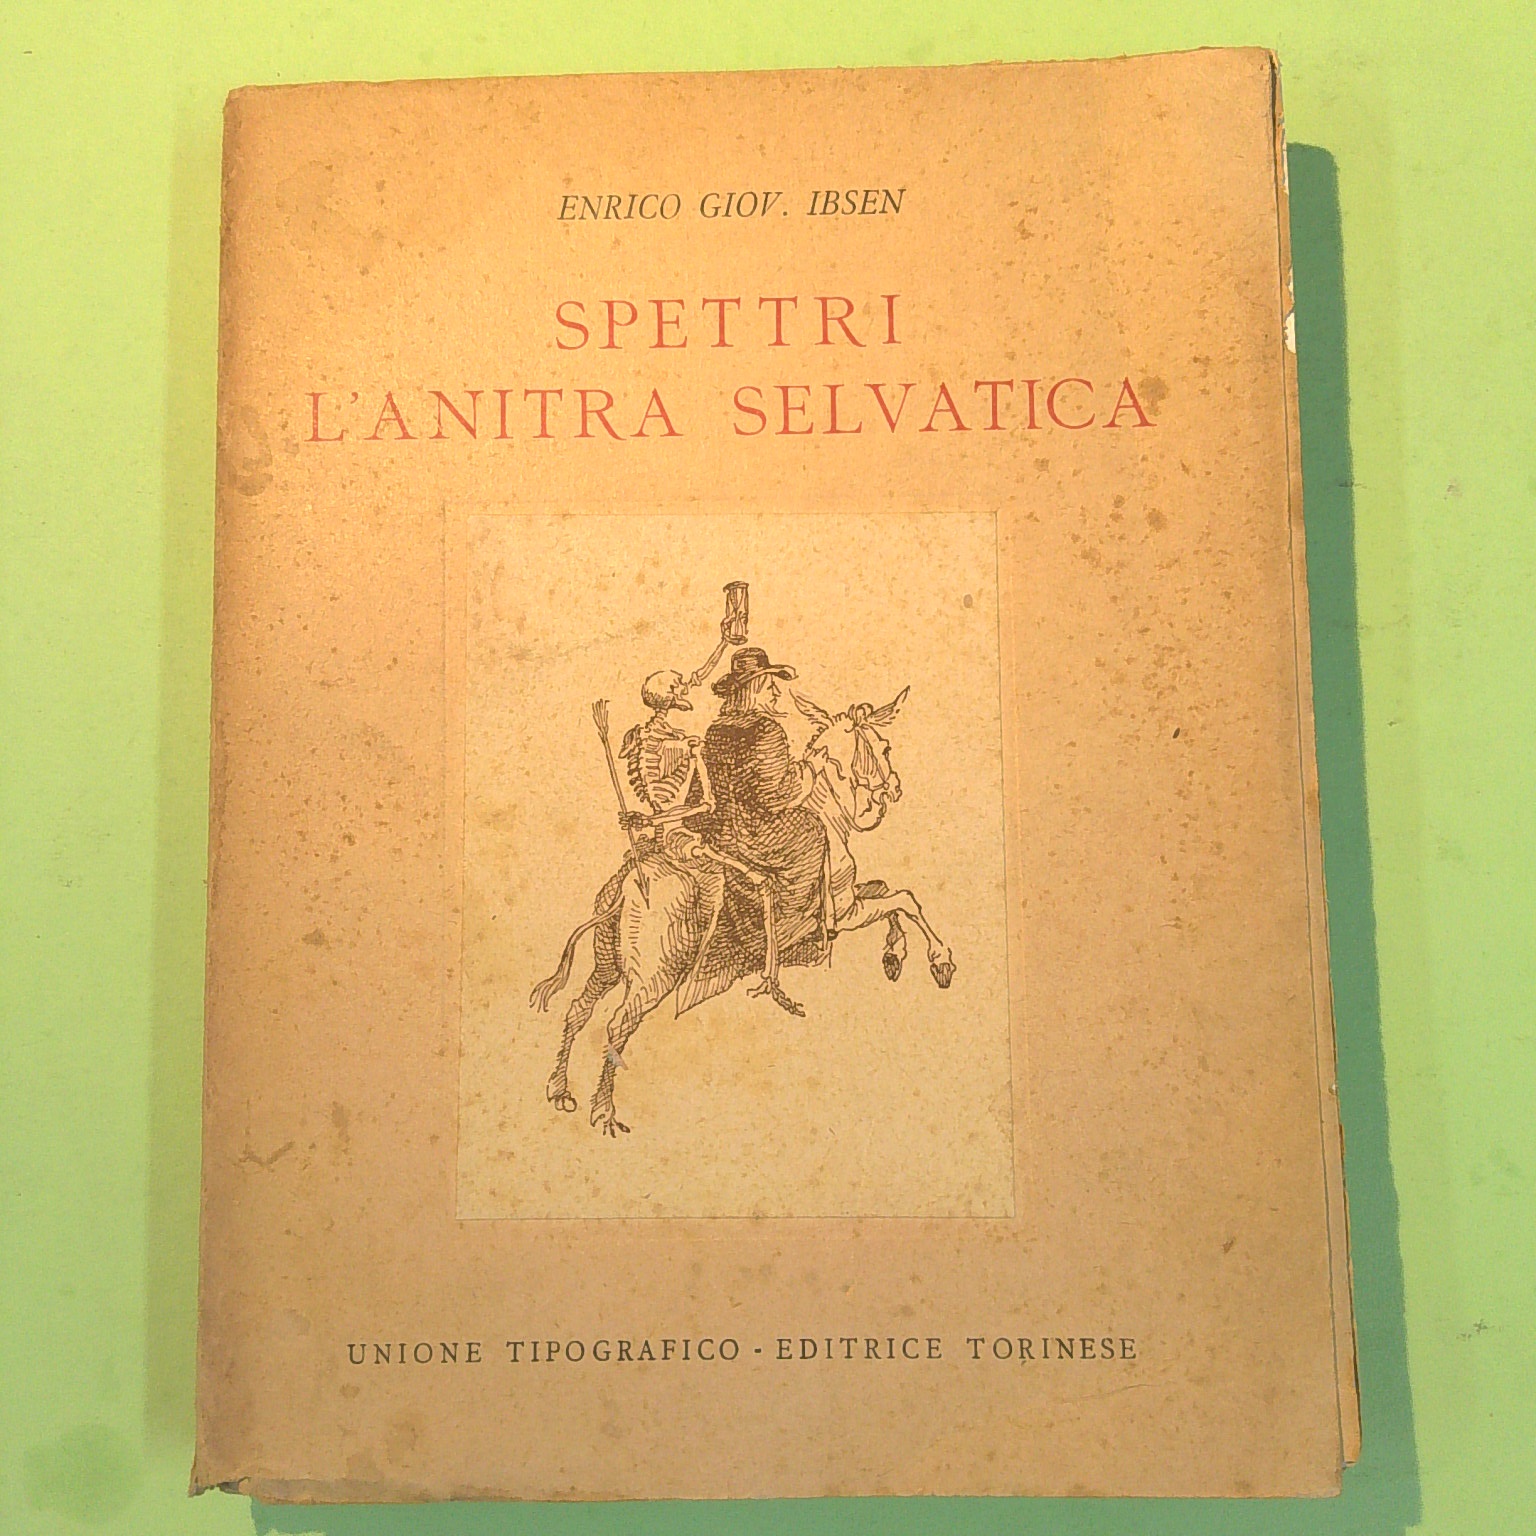 ENRICO GIOV. IBSEN
SPETTRI
L'ANITRA SELVATICA
UNIONE TIPOGRAFICO - EDITRICE TORINESE